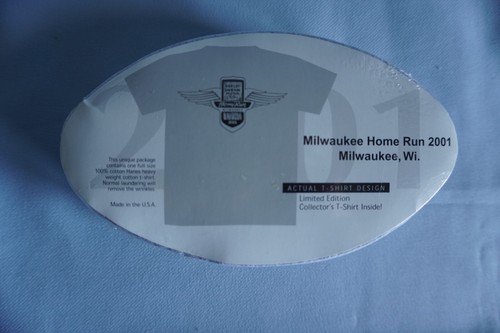 2001
Milwaukee Home Run 2001
Milwaukee, Wi.
This unique package
contains one full size
100% cotton Hanes heavy
weight cotton t-shirt.
Normal laundering will
remove the wrinkles.
Made in the U.S.A.
ACTUAL T-SHIRT DESIGN
Limited Edition
Collector's T-Shirt Inside!